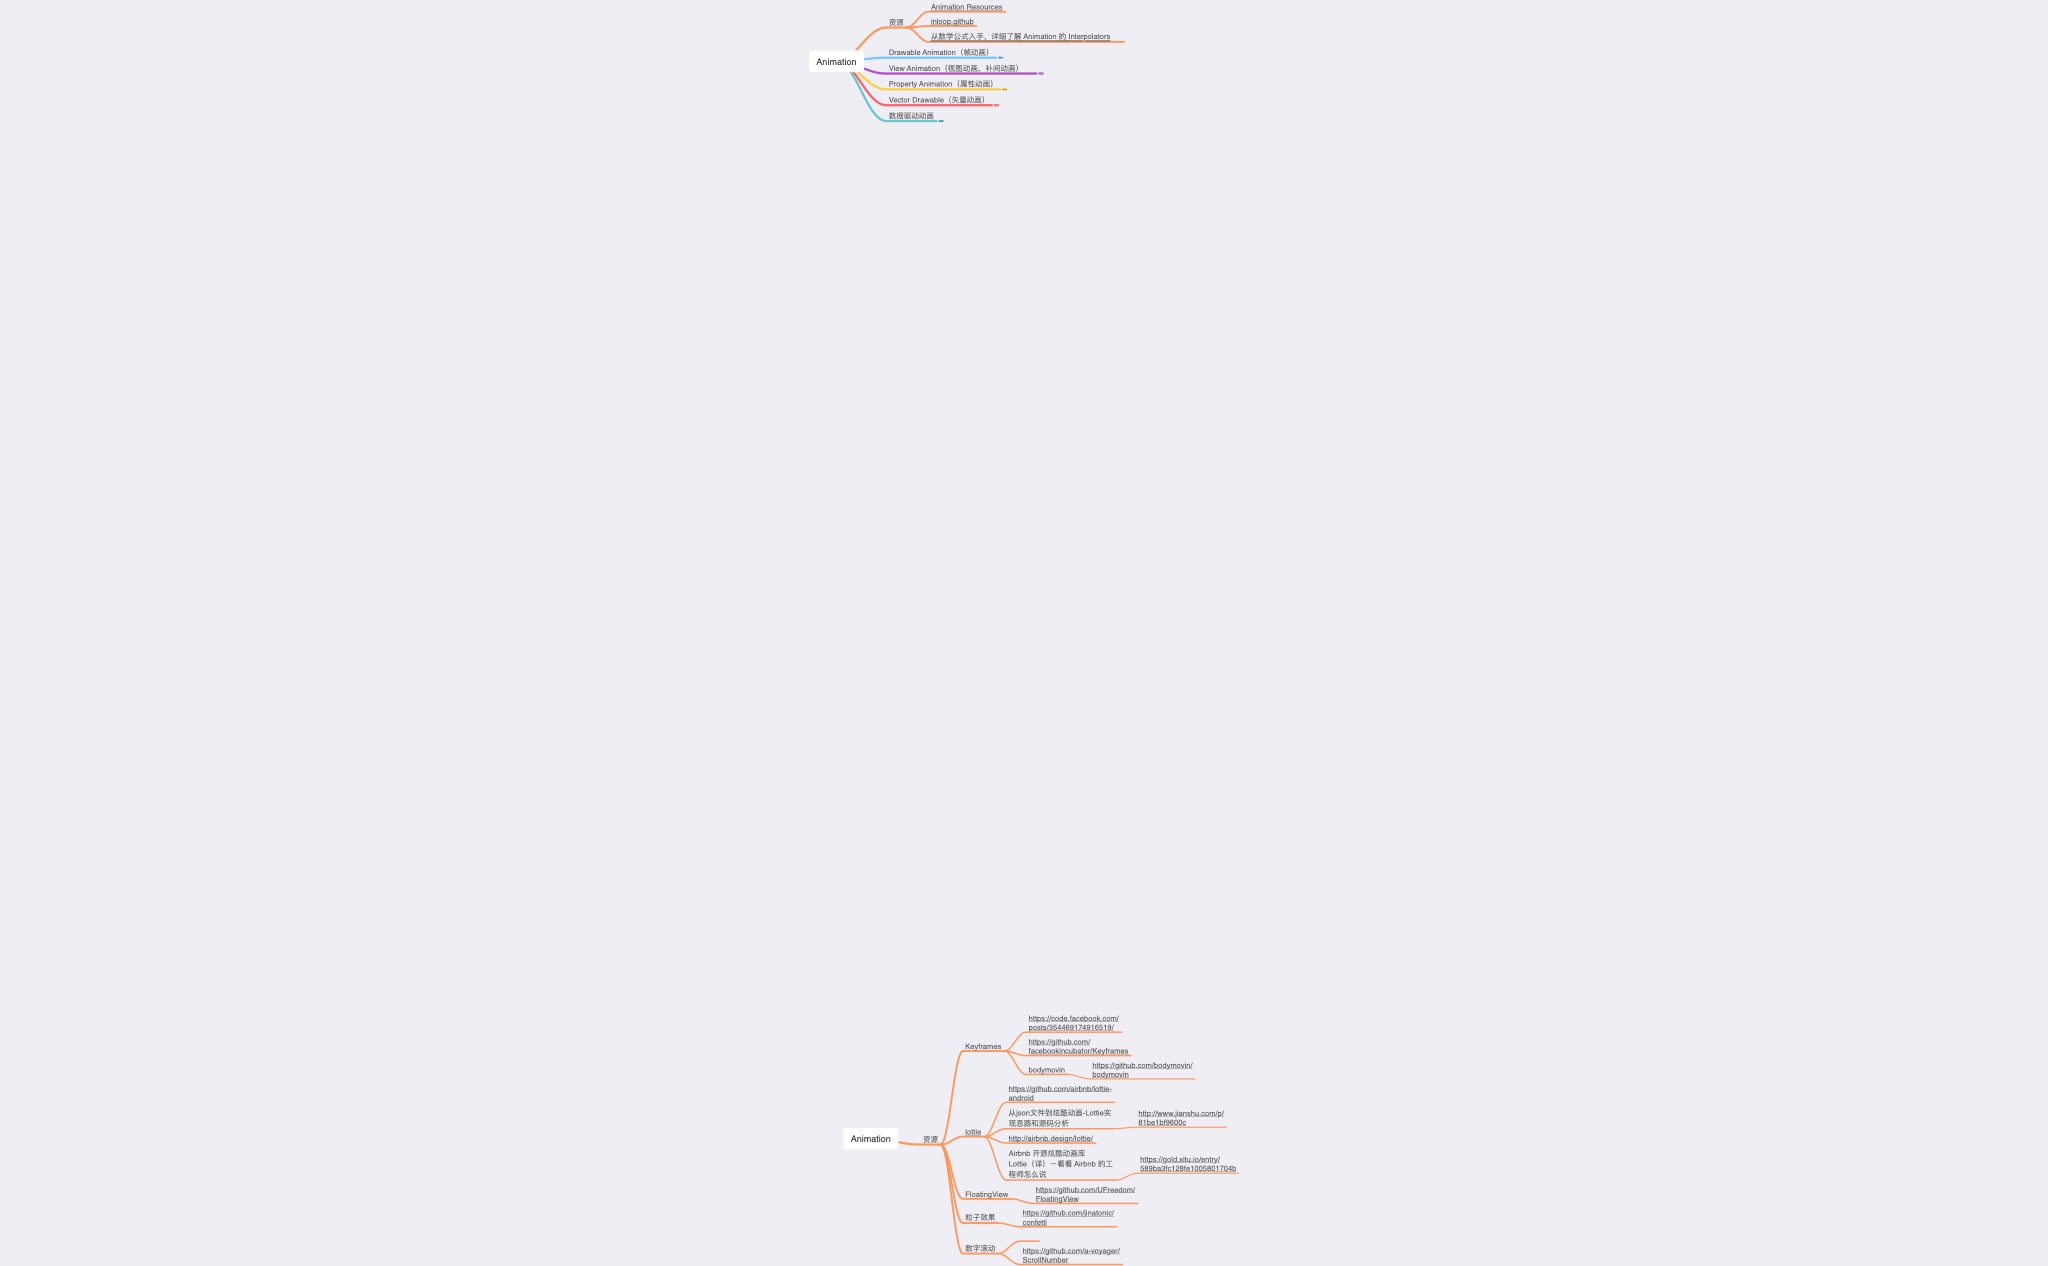 Animation
资源
Animation Resources
inloop.github
从数学公式入手，详细了解 Animation 的 Interpolators
Drawable Animation（帧动画）
View Animation（视图动画，补间动画）
Property Animation（属性动画）
Vector Drawable（矢量动画）
数据驱动动画
Animation
资源
Keyframes
https://code.facebook.com/
posts/354469174916519/
https://github.com/
facebookincubator/Keyframes
bodymovin
https://github.com/bodymovin/
bodymovin
lottie
https://github.com/airbnb/lottie-
android
从json文件到炫酷动画-Lottie实
现思路和源码分析
http://www.jianshu.com/p/
81be1bf9600c
http://airbnb.design/lottie/
Airbnb 开源炫酷动画库
Lottie（译）－看看 Airbnb 的工
程师怎么说
https://gold.xitu.io/entry/
589ba3fc128fe1005801704b
FloatingView
https://github.com/UFreedom/
FloatingView
粒子效果
https://github.com/jinatonic/
confetti
数字滚动
https://github.com/a-voyager/
ScrollNumber